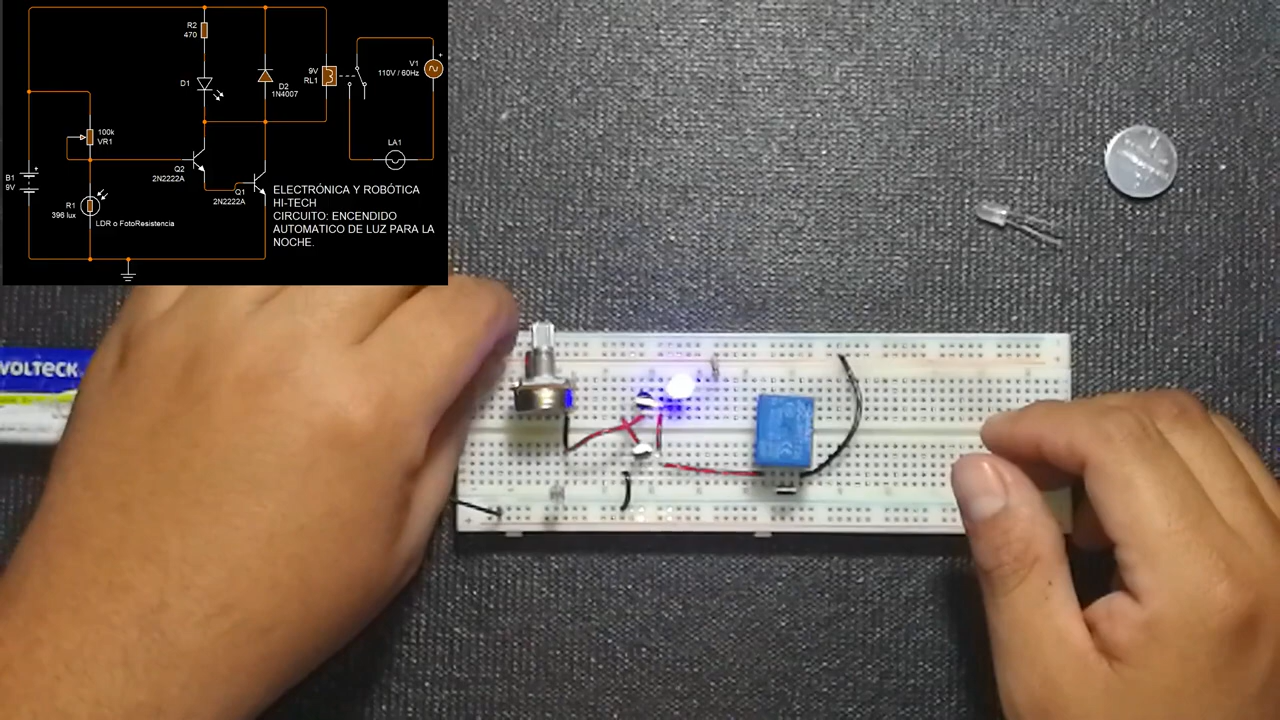 R2
470
D1
D2
1N4007
9V
RL1
V1
110V / 60Hz
+
100k
VR1
LA1
Q2
2N2222A
B1
9V
+
Q1
2N2222A
R1
396 lux
LDR o FotoResistencia
ELECTRÓNICA Y ROBÓTICA
HI-TECH
CIRCUITO: ENCENDIDO
AUTOMATICO DE LUZ PARA LA
NOCHE.
VOLTECK